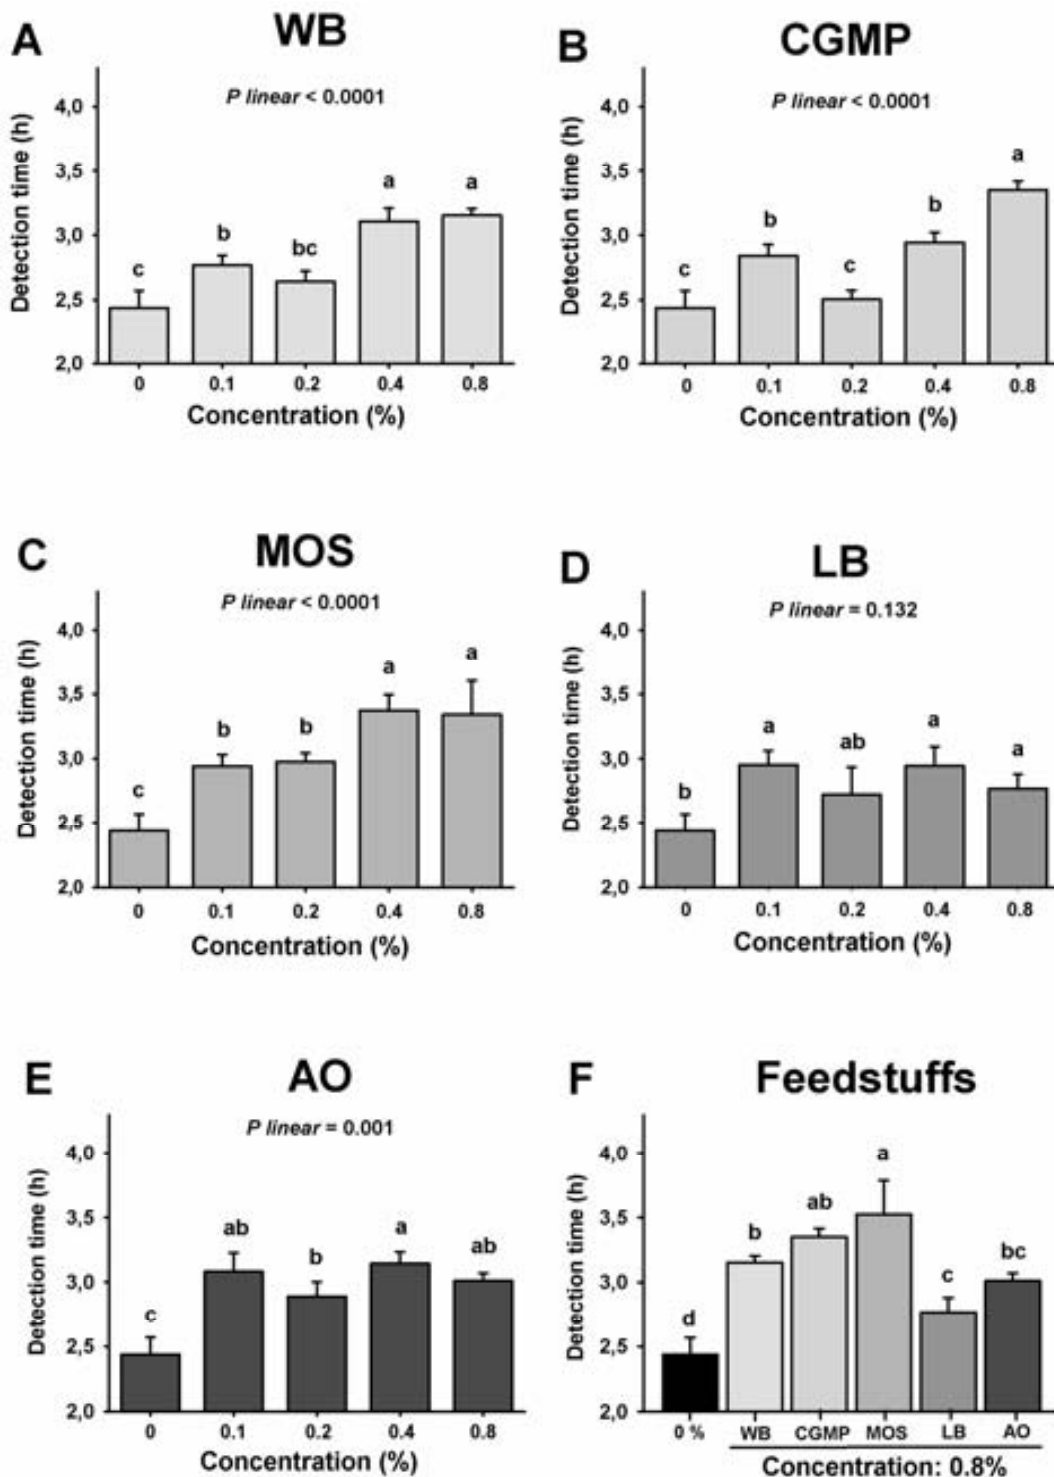 A
WB
P linear < 0.0001
Detection time (h)
4,0
3,5
3,0
2,5
2,0
c
b
bc
a
a
0 0.1 0.2 0.4 0.8
Concentration (%)
B
CGMP
P linear < 0.0001
Detection time (h)
4,0
3,5
3,0
2,5
2,0
c
b
c
b
a
0 0.1 0.2 0.4 0.8
Concentration (%)
C
MOS
P linear < 0.0001
Detection time (h)
4,0
3,5
3,0
2,5
2,0
c
b
b
a
a
0 0.1 0.2 0.4 0.8
Concentration (%)
D
LB
P linear = 0.132
Detection time (h)
4,0
3,5
3,0
2,5
2,0
b
a
ab
a
a
0 0.1 0.2 0.4 0.8
Concentration (%)
E
AO
P linear = 0.001
Detection time (h)
4,0
3,5
3,0
2,5
2,0
c
ab
b
a
ab
0 0.1 0.2 0.4 0.8
Concentration (%)
F
Feedstuffs
Detection time (h)
4,0
3,5
3,0
2,5
2,0
d
b
ab
a
c
bc
0 % WB CGMP MOS LB AO
Concentration: 0.8%